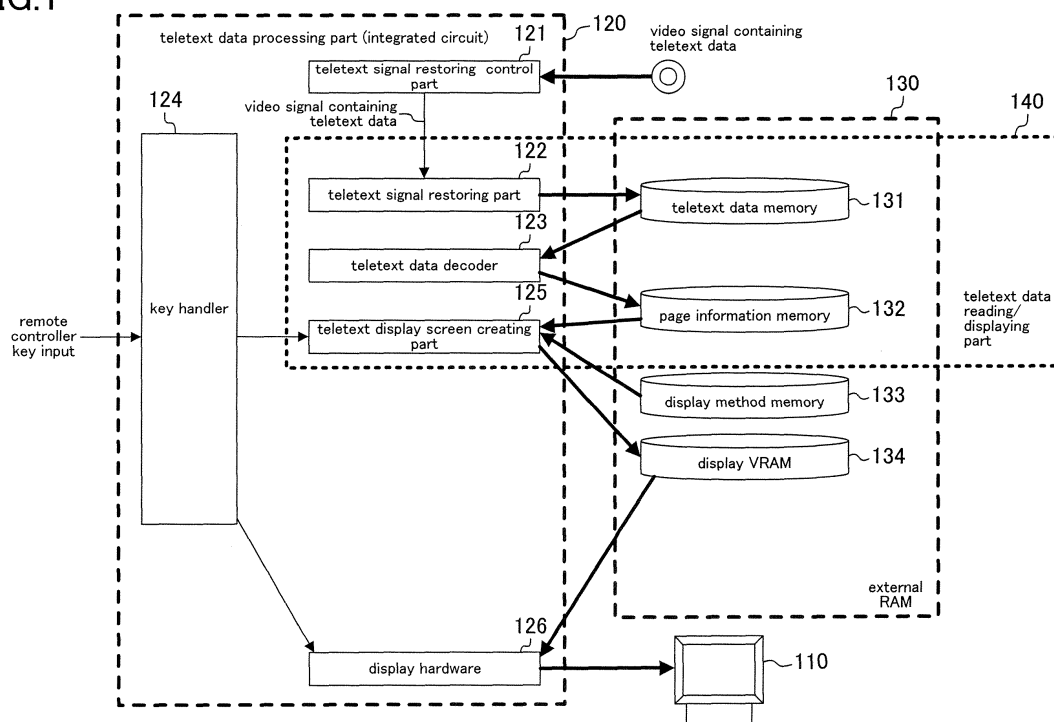 teletext data processing part (integrated circuit)
121
120
video signal containing
teletext data
teletext signal restoring control
part
124
video signal containing
teletext data
130
140
122
teletext signal restoring part
teletext data memory
131
123
teletext data decoder
key handler
125
page information memory
132
teletext data
reading/
displaying
part
remote
controller
key input
teletext display screen creating
part
display method memory
133
display VRAM
134
external
RAM
126
display hardware
110